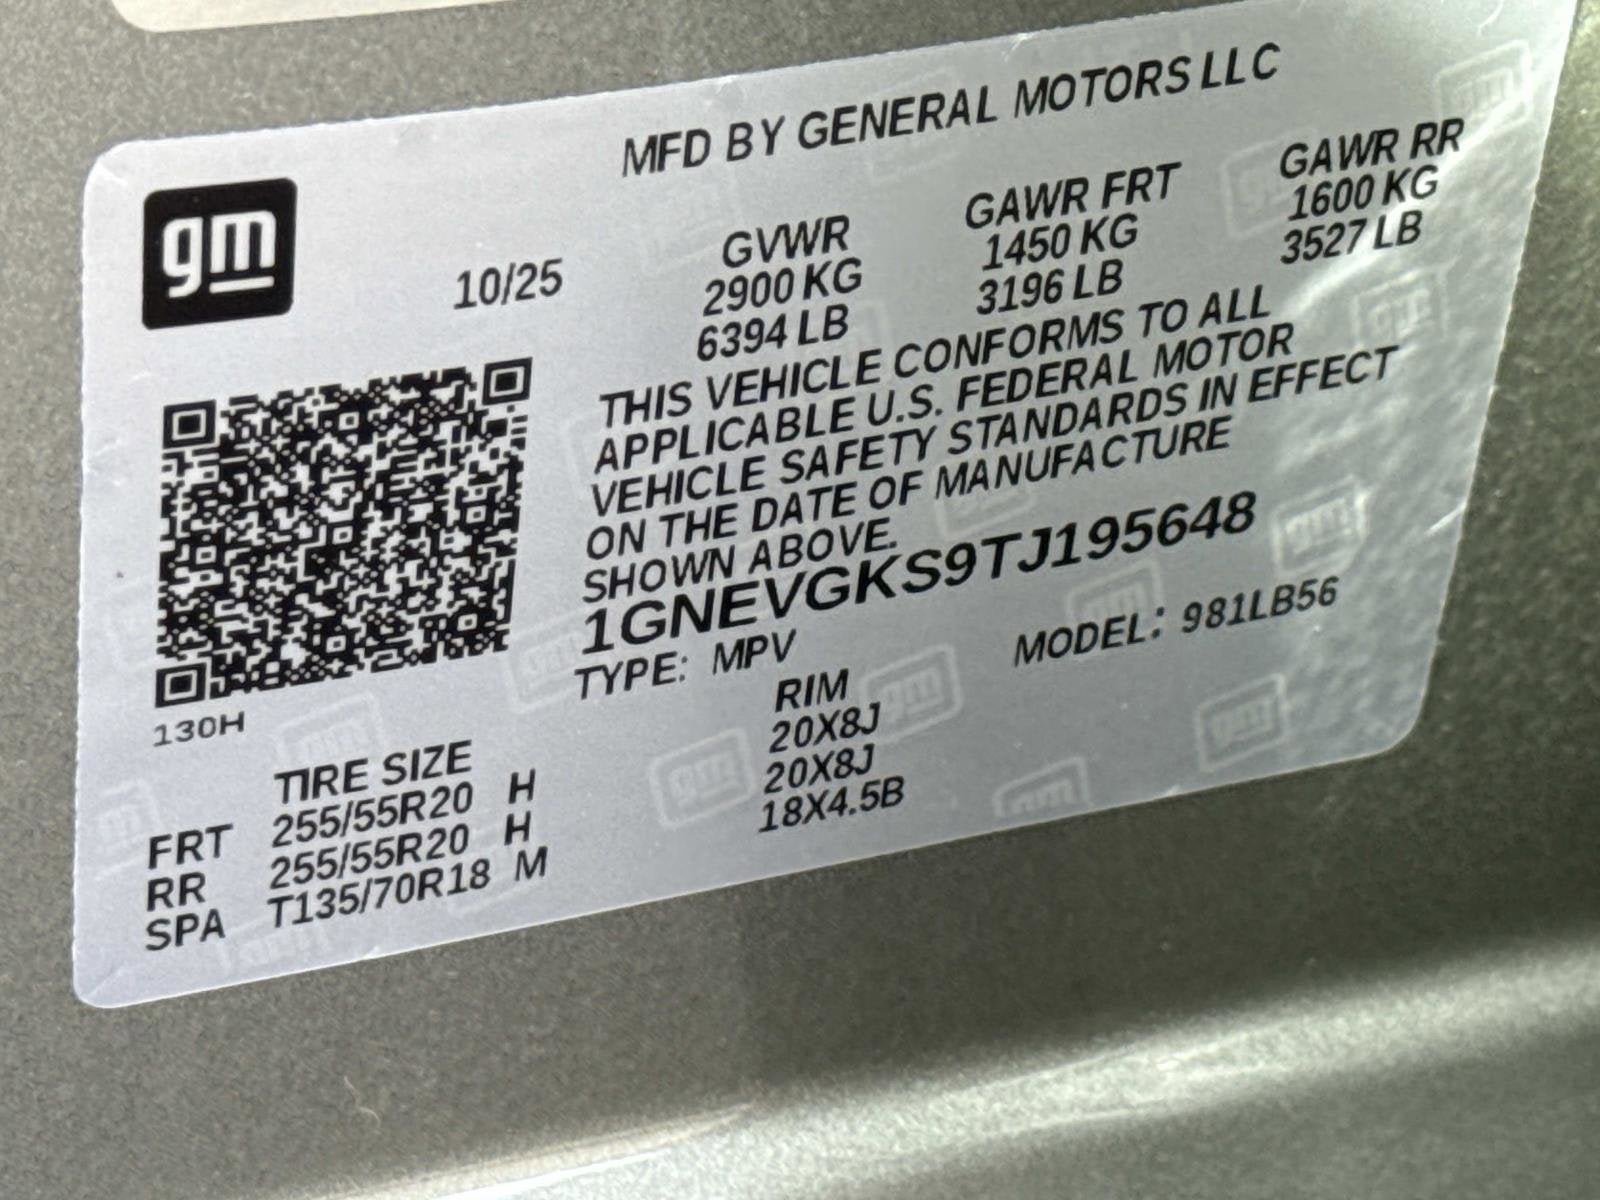 gm
MFD BY GENERAL MOTORS LLC
10/25
GVWR GAWR FRT GAWR RR
2900 KG 1450 KG 1600 KG
6394 LB 3196 LB 3527 LB
THIS VEHICLE CONFORMS TO ALL
APPLICABLE U.S. FEDERAL MOTOR
VEHICLE SAFETY STANDARDS IN EFFECT
ON THE DATE OF MANUFACTURE
SHOWN ABOVE.
1GNEVGKS9TJ195648
TYPE: MPV MODEL: 981LB56
130H
TIRE SIZE RIM
FRT 255/55R20 H 20X8J
RR 255/55R20 H 20X8J
SPA T135/70R18 M 18X4.5B